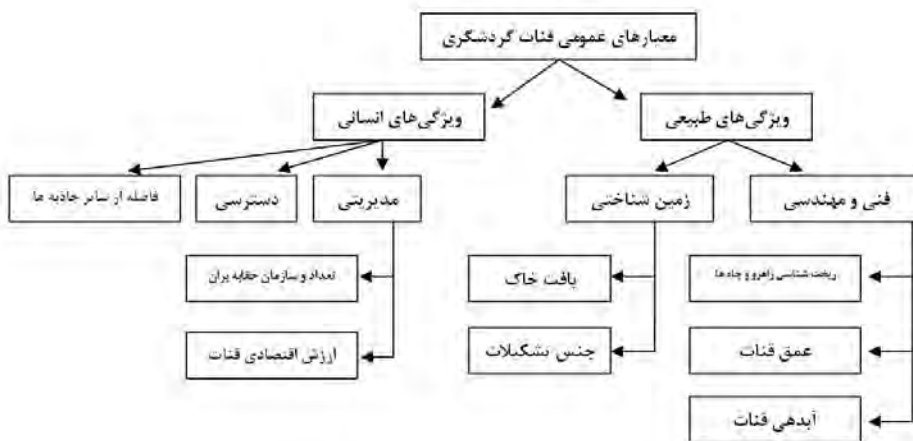 معیارهای عمومی قنات گردشگری
ویژگی‌های طبیعی
ویژگی‌های انسانی
فنی و مهندسی
زمین شناختی
مدیریتی
دسترسی
فاصله از سایر جاذبه ها
ریخت شناسی راهرو و چاه ها
بافت خاک
تعداد و سازمان حقابه بران
عمق قنات
جنس تشکیلات
ارزش اقتصادی قنات
آبدهی قنات